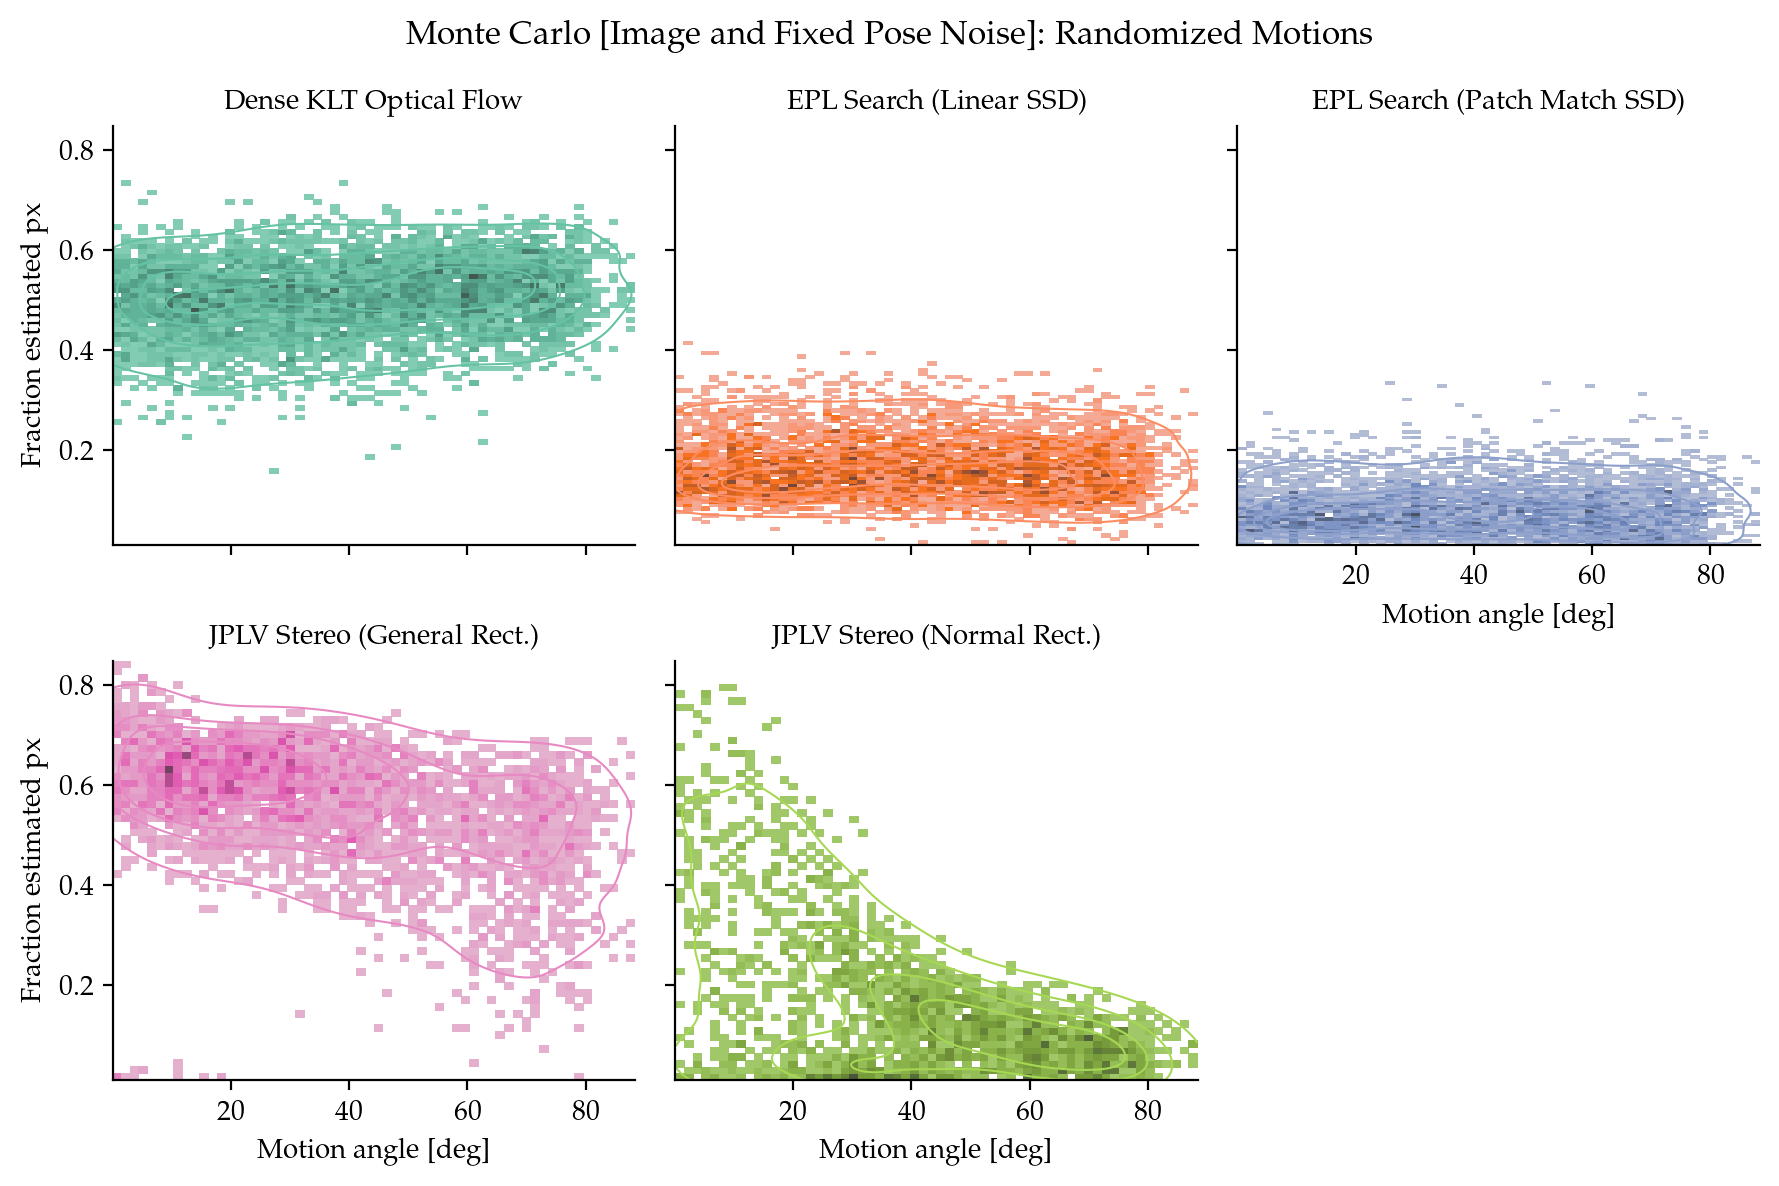 Monte Carlo [Image and Fixed Pose Noise]: Randomized Motions
Dense KLT Optical Flow
EPL Search (Linear SSD)
EPL Search (Patch Match SSD)
Fraction estimated px
0.8
0.6
0.4
0.2
20 40 60 80
Motion angle [deg]
JPLV Stereo (General Rect.)
JPLV Stereo (Normal Rect.)
Fraction estimated px
0.8
0.6
0.4
0.2
20 40 60 80
20 40 60 80
Motion angle [deg]
Motion angle [deg]